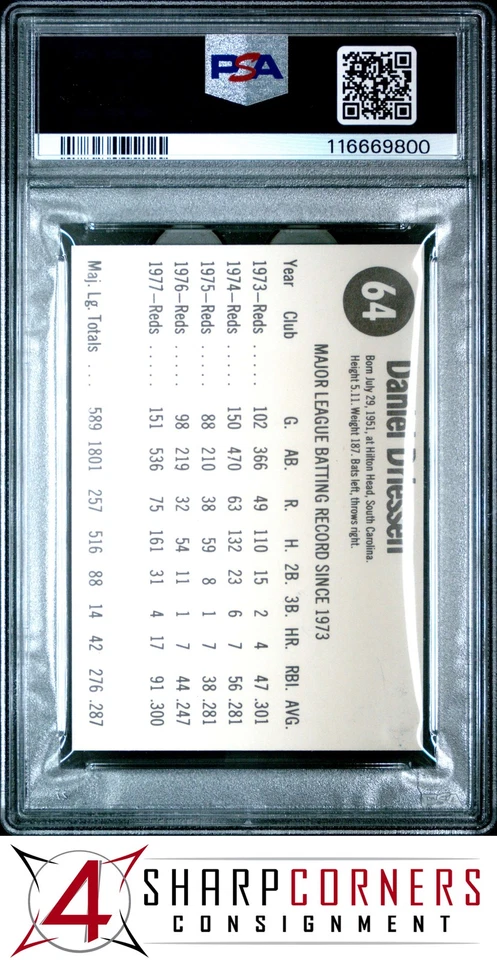 PSA
116669800
64
Daniel Driessen
Born July 29, 1951, at Hilton Head, South Carolina.
Height 5.11. Weight 187. Bats left, throws right.
MAJOR LEAGUE BATTING RECORD SINCE 1973
Year Club G. AB. R. H. 2B. 3B. HR. RBI. AVG.
1973—Reds ...... 102 366 49 110 15 2 4 47 .301
1974—Reds ...... 150 470 63 132 23 6 7 56 .281
1975—Reds ..... 88 210 38 59 8 1 7 38 .281
1976—Reds ..... 98 219 32 54 11 1 7 44 .247
1977—Reds ..... 151 536 75 161 31 4 17 91 .300
Maj. Lg. Totals .. 589 1801 257 516 88 14 42 276 .287
4 SHARPCORNERS
CONSIGNMENT